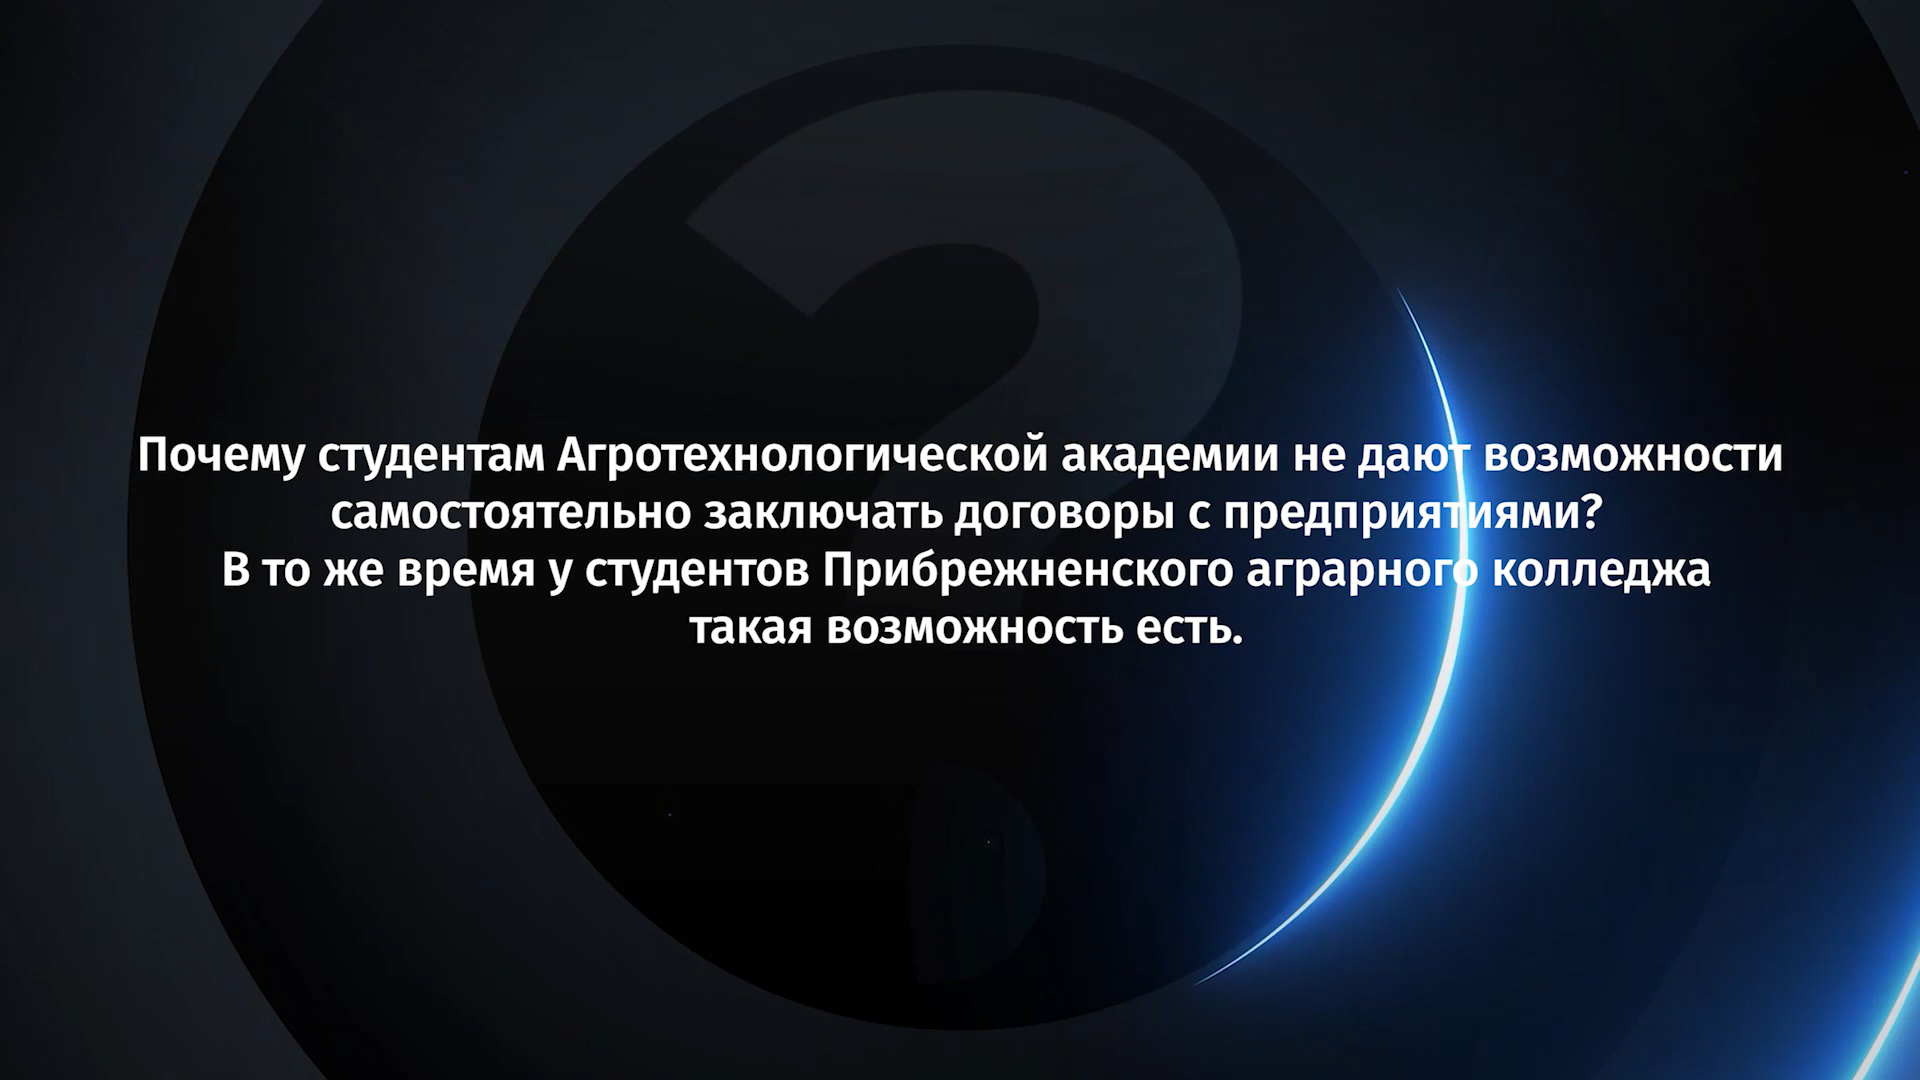 Почему студентам Агротехнологической академии не дают возможности
самостоятельно заключать договоры с предприятиями?
В то же время у студентов Прибрежненского аграрного колледжа
такая возможность есть.